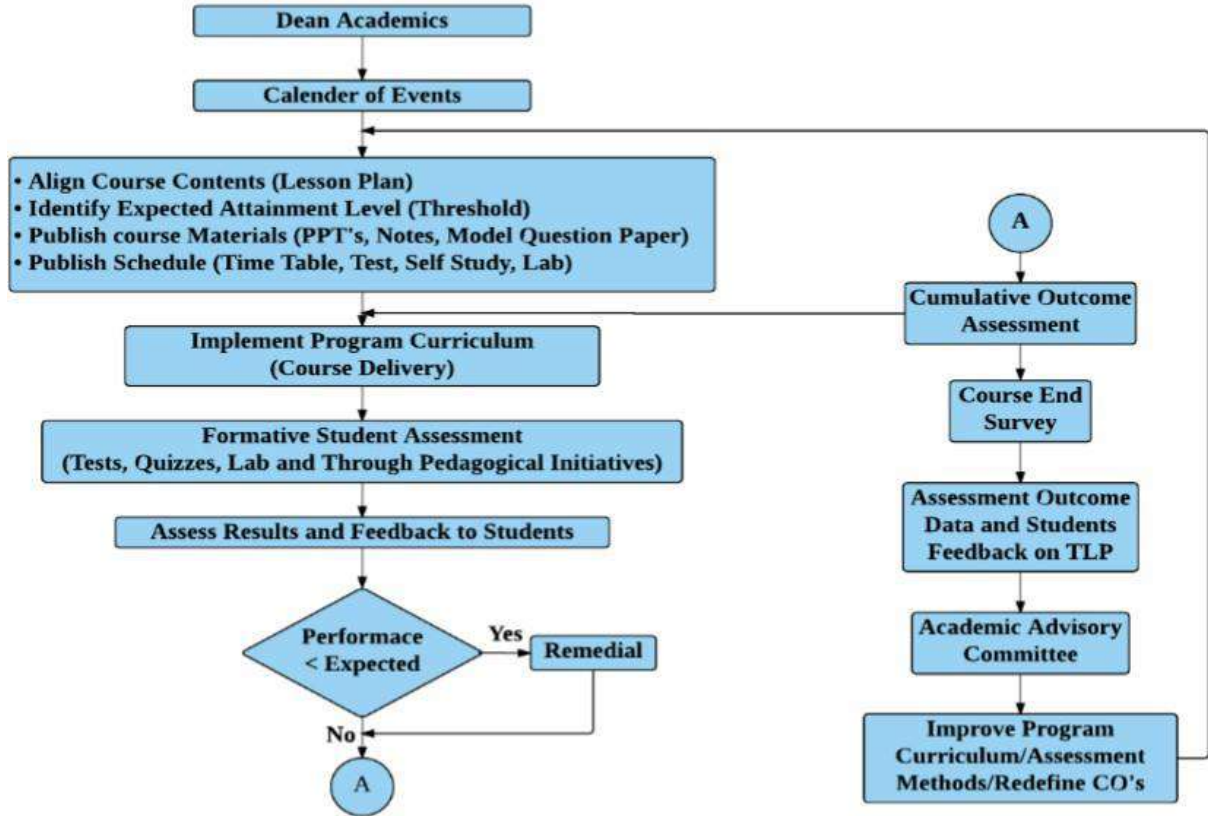 Dean Academics
Calender of Events
• Align Course Contents (Lesson Plan)
• Identify Expected Attainment Level (Threshold)
• Publish course Materials (PPT's, Notes, Model Question Paper)
• Publish Schedule (Time Table, Test, Self Study, Lab)
Implement Program Curriculum
(Course Delivery)
Formative Student Assessment
(Tests, Quizzes, Lab and Through Pedagogical Initiatives)
Assess Results and Feedback to Students
Performace
< Expected
Yes
Remedial
No
A
A
Cumulative Outcome
Assessment
Course End
Survey
Assessment Outcome
Data and Students
Feedback on TLP
Academic Advisory
Committee
Improve Program
Curriculum/Assessment
Methods/Redefine CO's